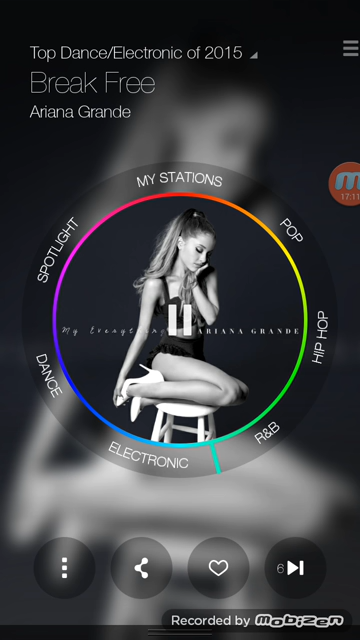 Top Dance/Electronic of 2015
Break Free
Ariana Grande
MY STATIONS
POP
SPOTLIGHT
17:11
My Everything
ARIANA GRANDE
HIP HOP
DANCE
R&B
ELECTRONIC
6
Recorded by MOBIZEN